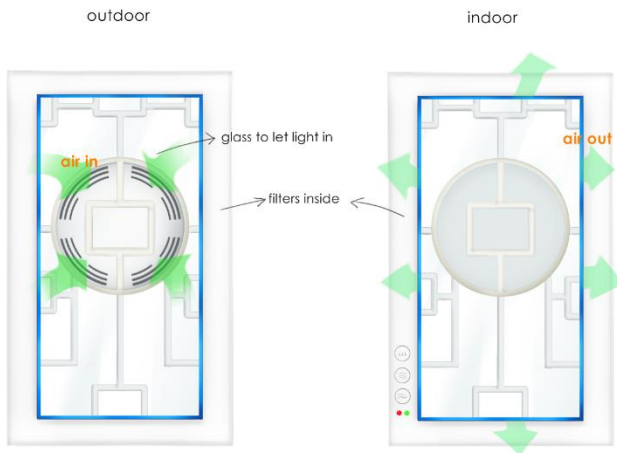 outdoor
indoor
glass to let light in
air in
air out
filters inside